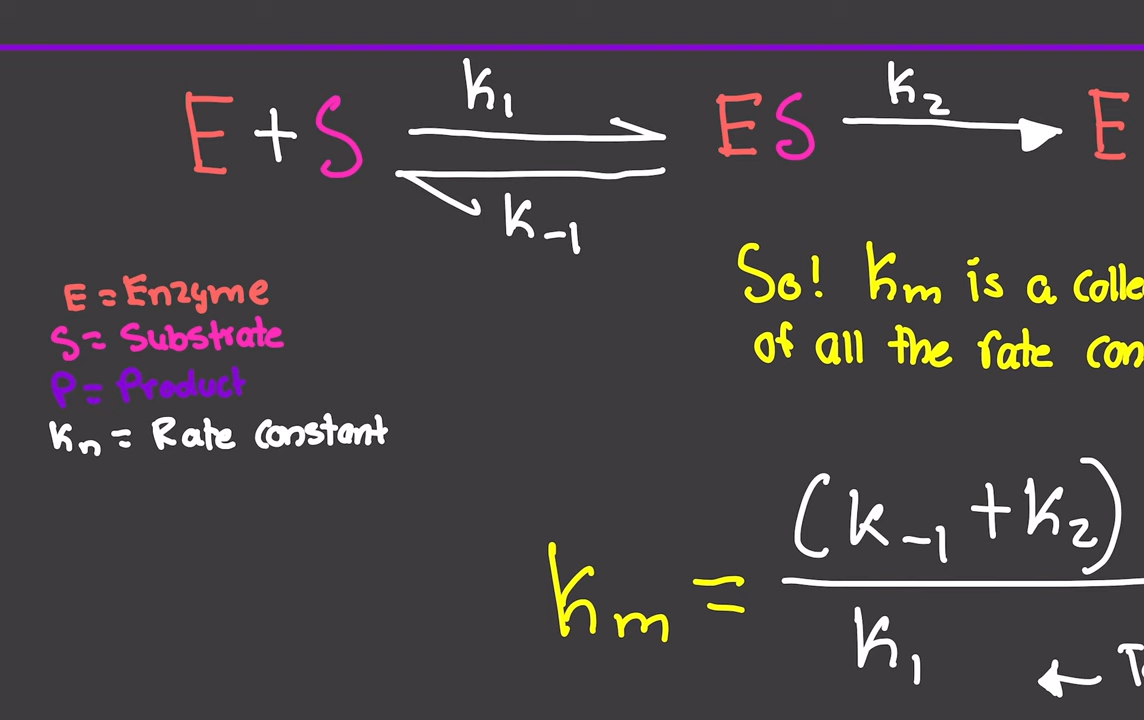 k₁ k₂
E + S ⇌ ES → E
k₋₁
So! km is a colle
E = Enzyme
S = Substrate
of all the rate con
P = Product
kn = Rate constant
(k₋₁ + k₂)
km =
k₁
←